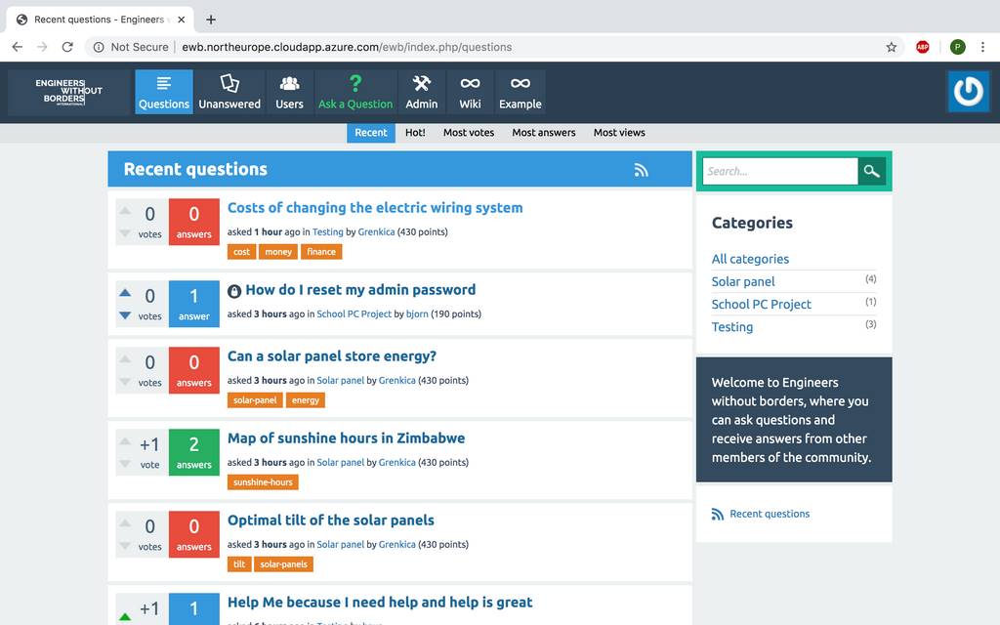 Recent questions - Engineers w
Not Secure
ewb.northeurope.cloudapp.azure.com/ewb/index.php/questions
ABP
P
ENGINEERS
WITHOUT
BORDERS
INTERNATIONAL
Questions
Unanswered
Users
?
Ask a Question
Admin
Wiki
Example
Recent
Hot!
Most votes
Most answers
Most views
Recent questions
0
votes
0
answers
Costs of changing the electric wiring system
asked 1 hour ago in Testing by Grenkica (430 points)
cost money finance
0
votes
1
answer
How do I reset my admin password
asked 3 hours ago in School PC Project by bjorn (190 points)
0
votes
0
answers
Can a solar panel store energy?
asked 3 hours ago in Solar panel by Grenkica (430 points)
solar-panel energy
+1
vote
2
answers
Map of sunshine hours in Zimbabwe
asked 3 hours ago in Solar panel by Grenkica (430 points)
sunshine-hours
0
votes
0
answers
Optimal tilt of the solar panels
asked 3 hours ago in Solar panel by Grenkica (430 points)
tilt solar-panels
+1
1
Help Me because I need help and help is great
Search...
Categories
All categories
Solar panel (4)
School PC Project (1)
Testing (3)
Welcome to Engineers
without borders, where you
can ask questions and
receive answers from other
members of the community.
Recent questions